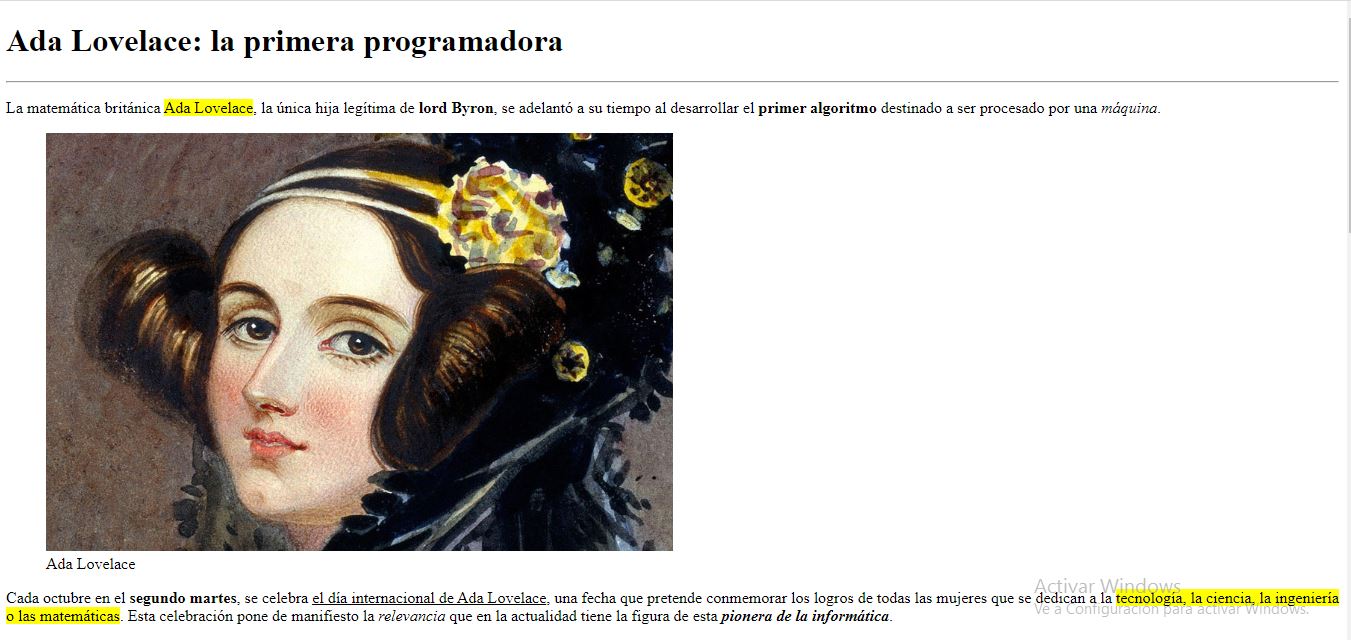 Ada Lovelace: la primera programadora
La matemática británica Ada Lovelace, la única hija legítima de lord Byron, se adelantó a su tiempo al desarrollar el primer algoritmo destinado a ser procesado por una máquina.
Ada Lovelace
Cada octubre en el segundo martes, se celebra el día internacional de Ada Lovelace, una fecha que pretende conmemorar los logros de todas las mujeres que se dedican a la tecnología, la ciencia, la ingeniería
o las matemáticas. Esta celebración pone de manifiesto la relevancia que en la actualidad tiene la figura de esta pionera de la informática.
Activar Windows
Ve a Configuración para activar Windows.